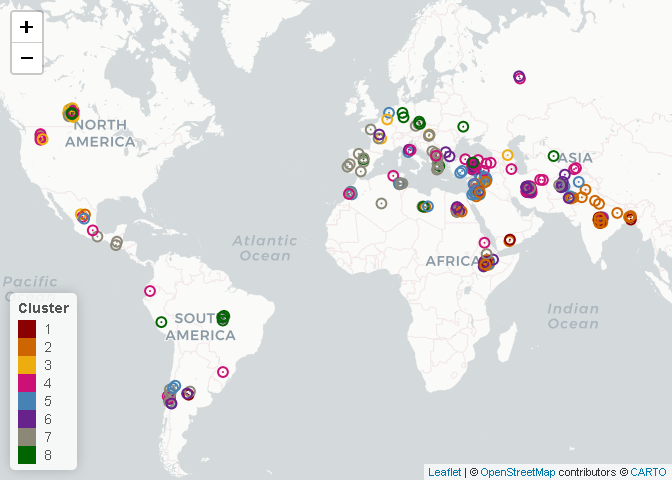 +
−
NORTH
AMERICA
ASIA
Atlantic
Ocean
AFRICA
Pacific
Indian
Ocean
SOUTH
AMERICA
Cluster
1
2
3
4
5
6
7
8
Leaflet | © OpenStreetMap contributors © CARTO